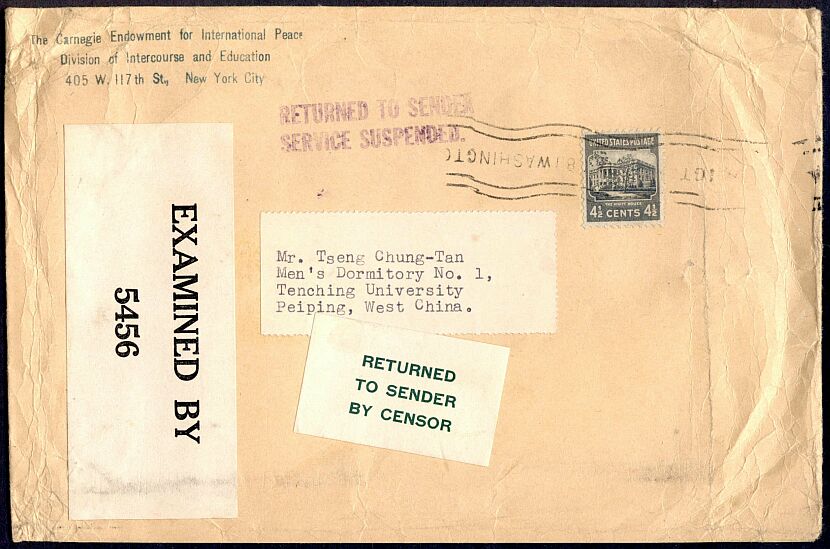 The Carnegie Endowment for International Peace
Division of Intercourse and Education
405 W. 117th St., New York City
RETURNED TO SENDER
SERVICE SUSPENDED.
WASHINGTO
UNITED STATES POSTAGE
THE WHITE HOUSE
4½ CENTS 4½
EXAMINED BY
5456
Mr. Tseng Chung-Tan
Men's Dormitory No. 1,
Tenching University
Peiping, West China.
RETURNED
TO SENDER
BY CENSOR